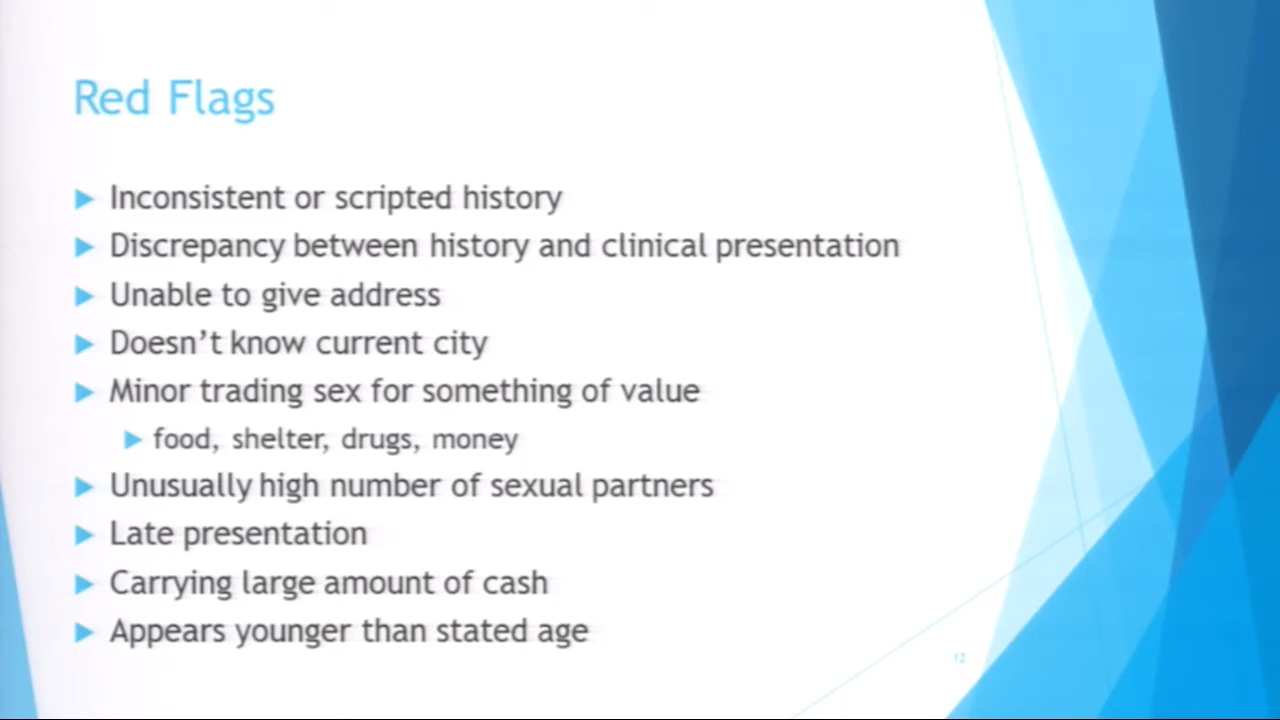 Red Flags
Inconsistent or scripted history
Discrepancy between history and clinical presentation
Unable to give address
Doesn't know current city
Minor trading sex for something of value
food, shelter, drugs, money
Unusually high number of sexual partners
Late presentation
Carrying large amount of cash
Appears younger than stated age
12